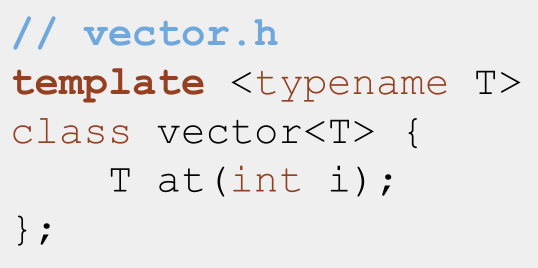 // vector.h
template <typename T>
class vector<T> {
    T at(int i);
};